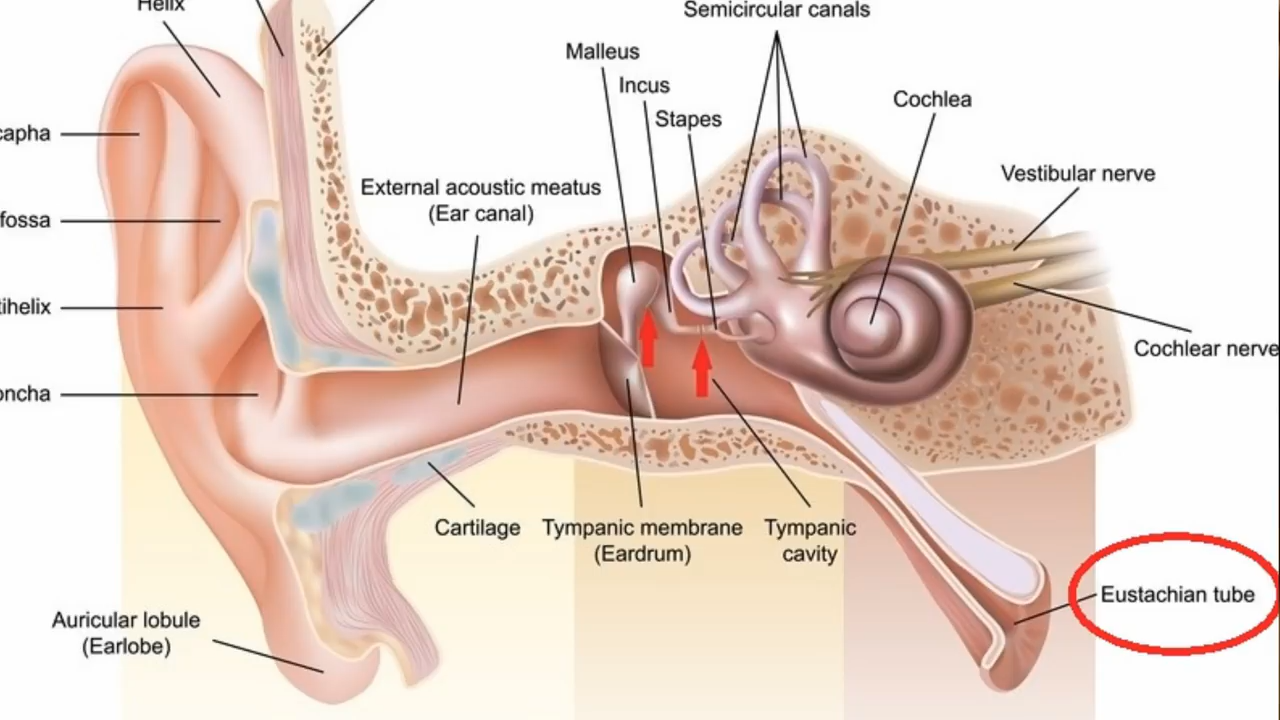 Helix
Semicircular canals
Malleus
Incus
Stapes
Cochlea
capha
Vestibular nerve
External acoustic meatus
(Ear canal)
fossa
tihelix
Cochlear nerve
oncha
Cartilage
Tympanic membrane
(Eardrum)
Tympanic
cavity
Eustachian tube
Auricular lobule
(Earlobe)